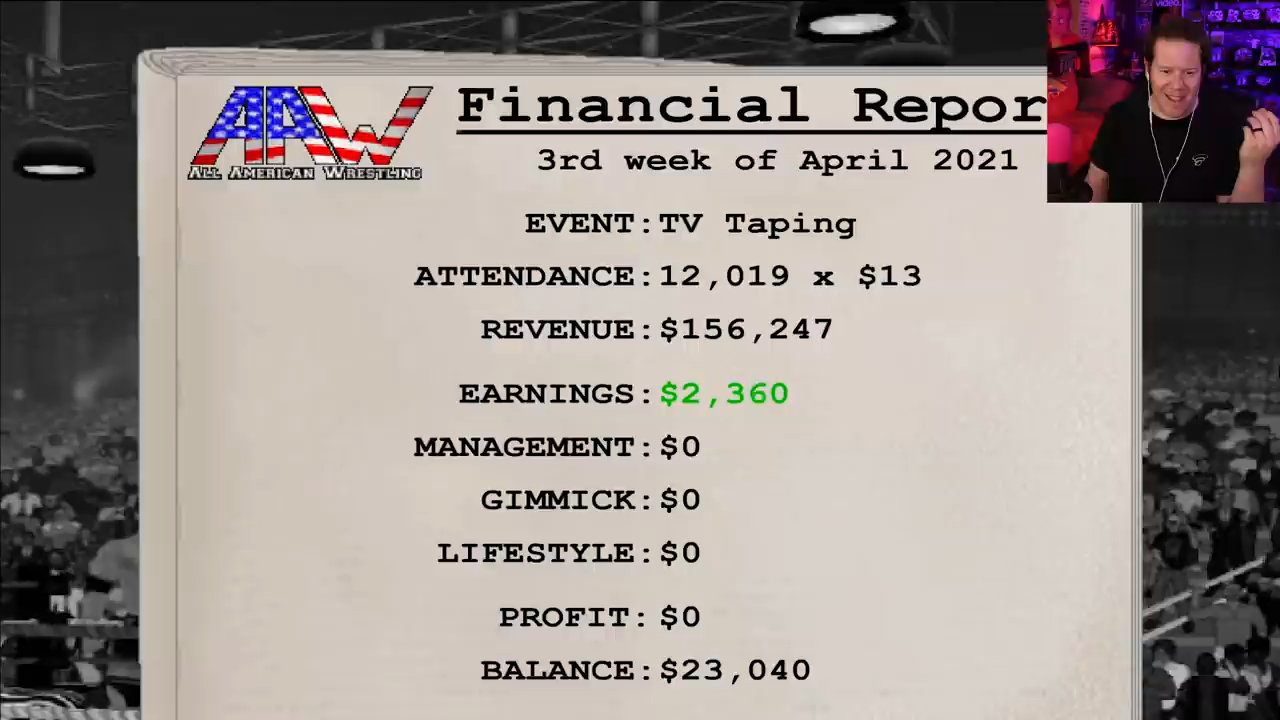 video.
AAW
ALL AMERICAN WRESTLING
Financial Repor
3rd week of April 2021
EVENT: TV Taping
ATTENDANCE: 12,019 x $13
REVENUE: $156,247
EARNINGS: $2,360
MANAGEMENT: $0
GIMMICK: $0
LIFESTYLE: $0
PROFIT: $0
BALANCE: $23,040